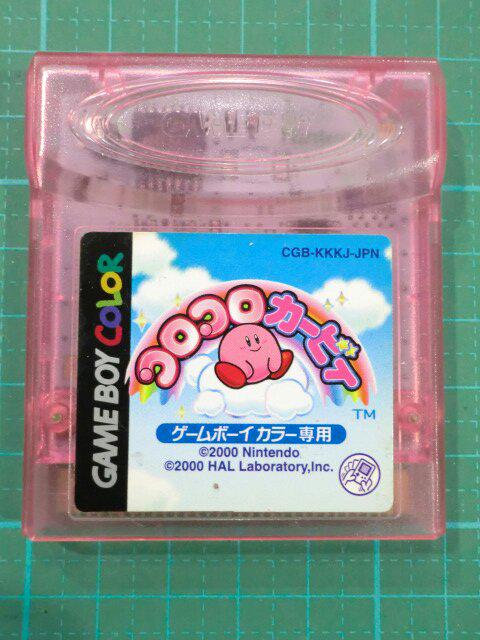 CGB-KKKJ-JPN
コロコロカービィ
TM
ゲームボーイカラー専用
©2000 Nintendo
©2000 HAL Laboratory,Inc.
GAME BOY COLOR